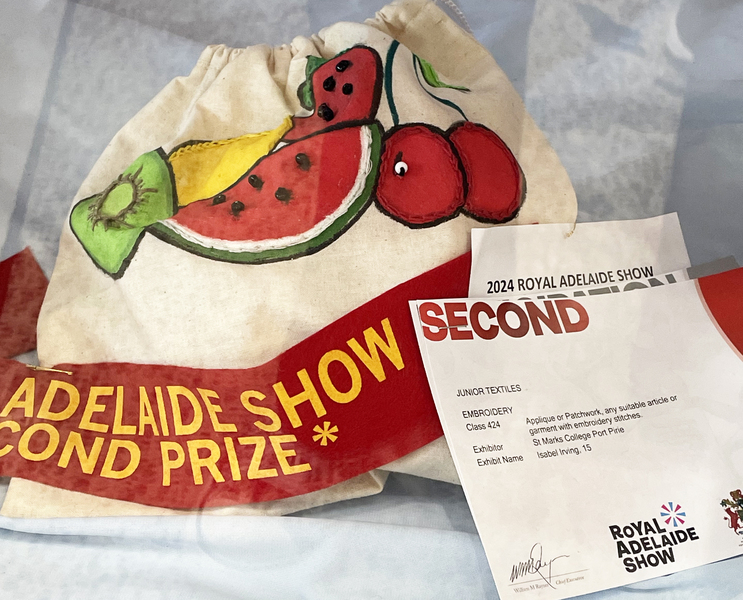 ADELAIDE SHOW
COND PRIZE*
2024 ROYAL ADELAIDE SHOW
SECOND
JUNIOR TEXTILES
EMBROIDERY
Class 424 Applique or Patchwork, any suitable article or
garment with embroidery stitches.
Exhibitor St Marks College Port Pirie
Exhibit Name Isabel Irving, 15
ROYAL
ADELAIDE
SHOW
Chief Executive